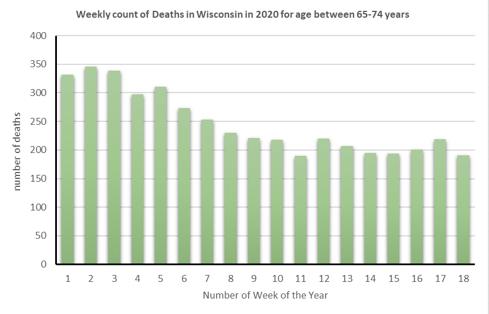 Weekly count of Deaths in Wisconsin in 2020 for age between 65-74 years
400
350
300
250
200
150
100
50
0
number of deaths
1 2 3 4 5 6 7 8 9 10 11 12 13 14 15 16 17 18
Number of Week of the Year